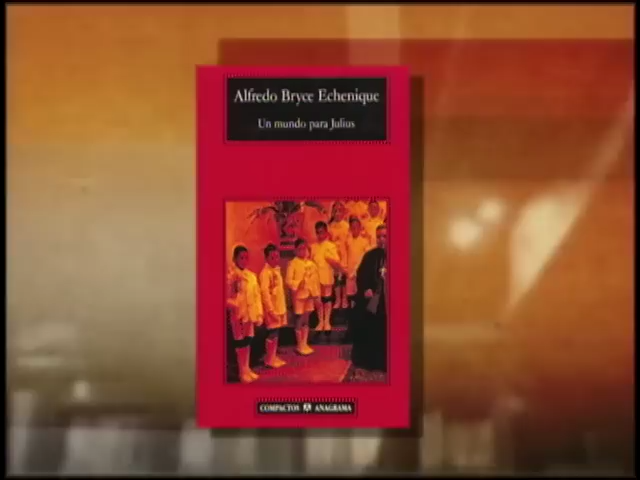 Alfredo Bryce Echenique
Un mundo para Julius
COMPACTOS A ANAGRAMA